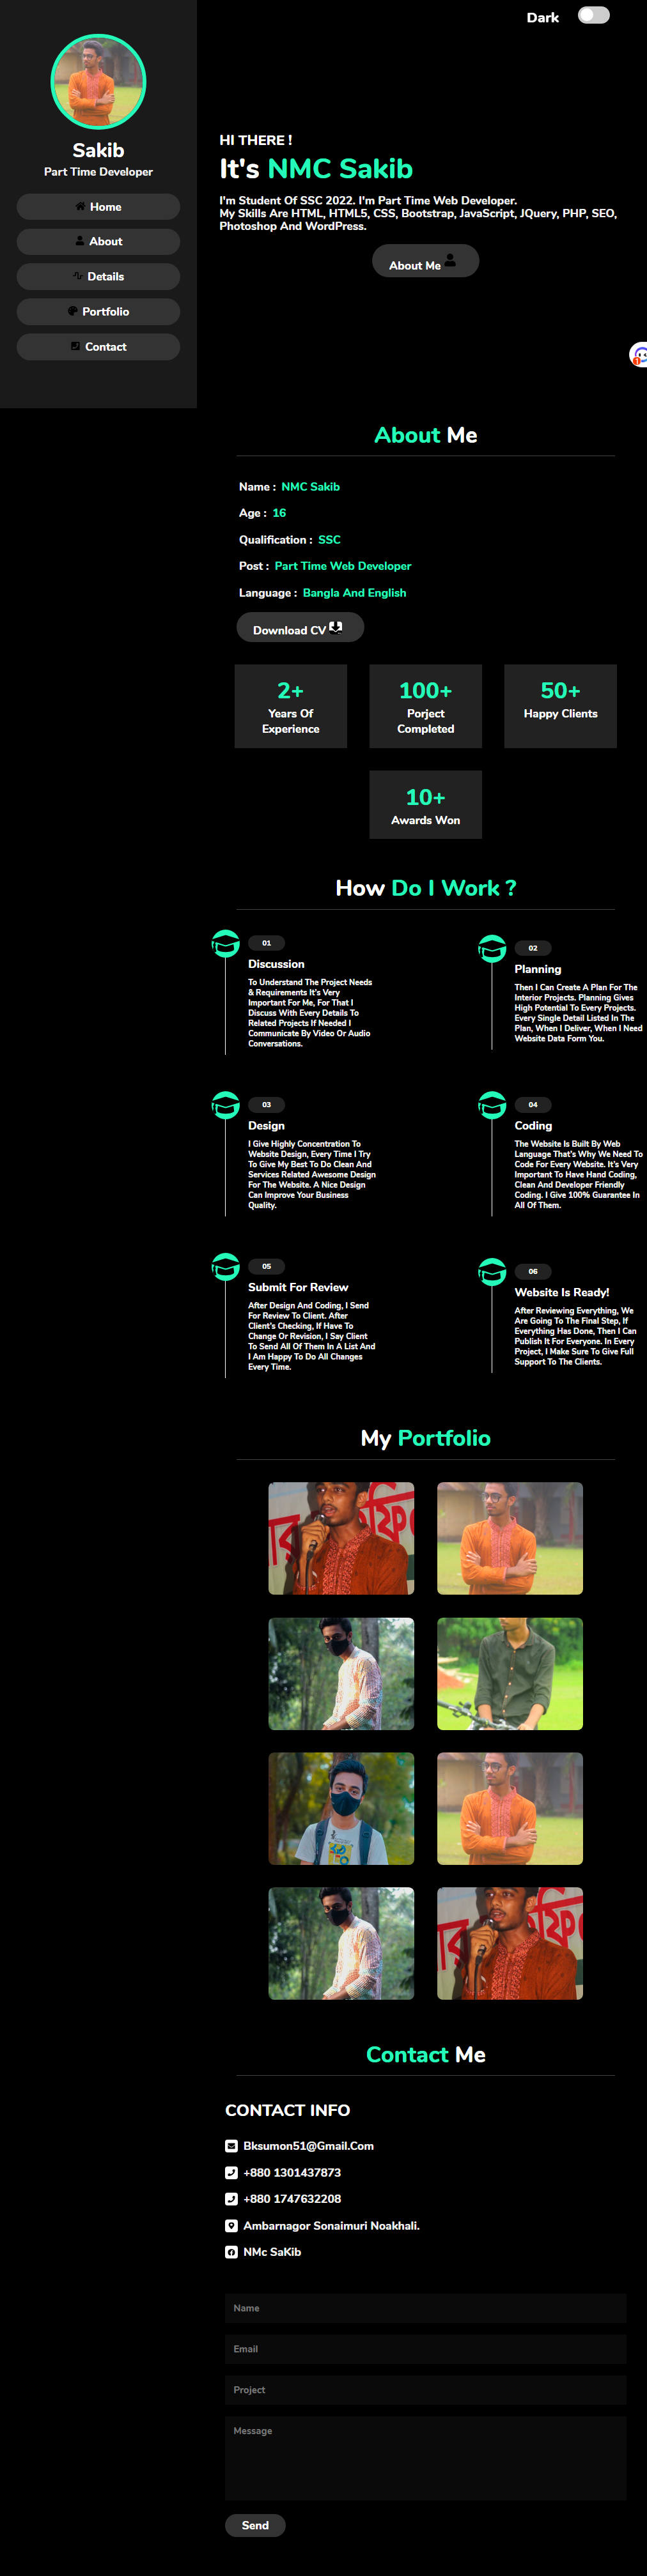 Dark
Sakib
Part Time Developer
Home
About
Details
Portfolio
Contact
HI THERE !
It's NMC Sakib
I'm Student Of SSC 2022. I'm Part Time Web Developer.
My Skills Are HTML, HTML5, CSS, Bootstrap, JavaScript, JQuery, PHP, SEO,
Photoshop And WordPress.
About Me
About Me
Name : NMC Sakib
Age : 16
Qualification : SSC
Post : Part Time Web Developer
Language : Bangla And English
Download CV
2+
Years Of
Experience
100+
Porject
Completed
50+
Happy Clients
10+
Awards Won
How Do I Work ?
01
Discussion
To Understand The Project Needs
& Requirements It's Very
Important For Me, For That I
Discuss With Every Details To
Related Projects If Needed I
Communicate By Video Or Audio
Conversations.
02
Planning
Then I Can Create A Plan For The
Interior Projects. Planning Gives
High Potential To Every Projects.
Every Single Detail Listed In The
Plan, When I Deliver, When I Need
Website Data Form You.
03
Design
I Give Highly Concentration To
Website Design, Every Time I Try
To Give My Best To Do Clean And
Services Related Awesome Design
For The Website. A Nice Design
Can Improve Your Business
Quality.
04
Coding
The Website Is Built By Web
Language That's Why We Need To
Code For Every Website. It's Very
Important To Have Hand Coding,
Clean And Developer Friendly
Coding. I Give 100% Guarantee In
All Of Them.
05
Submit For Review
After Design And Coding, I Send
For Review To Client. After
Client's Checking, If Have To
Change Or Revision, I Say Client
To Send All Of Them In A List And
I Am Happy To Do All Changes
Every Time.
06
Website Is Ready!
After Reviewing Everything, We
Are Going To The Final Step, If
Everything Has Done, Then I Can
Publish It For Everyone. In Every
Project, I Make Sure To Give Full
Support To The Clients.
My Portfolio
Contact Me
CONTACT INFO
Bksumon51@Gmail.Com
+880 1301437873
+880 1747632208
Ambarnagor Sonaimuri Noakhali.
NMc SaKib
Name
Email
Project
Message
Send